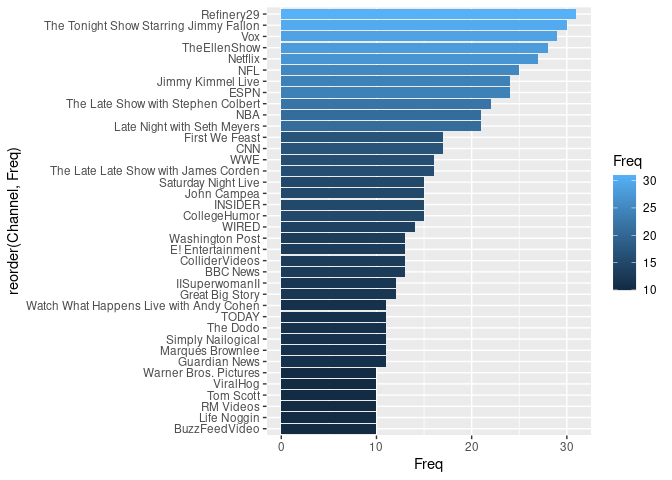 reorder(Channel, Freq)
Refinery29
The Tonight Show Starring Jimmy Fallon
Vox
TheEllenShow
Netflix
NFL
Jimmy Kimmel Live
ESPN
The Late Show with Stephen Colbert
NBA
Late Night with Seth Meyers
First We Feast
CNN
WWE
The Late Late Show with James Corden
Saturday Night Live
John Campea
INSIDER
CollegeHumor
WIRED
Washington Post
E! Entertainment
ColliderVideos
BBC News
IISuperwomanII
Great Big Story
Watch What Happens Live with Andy Cohen
TODAY
The Dodo
Simply Nailogical
Marques Brownlee
Guardian News
Warner Bros. Pictures
ViralHog
Tom Scott
RM Videos
Life Noggin
BuzzFeedVideo
0 10 20 30
Freq
Freq
30
25
20
15
10